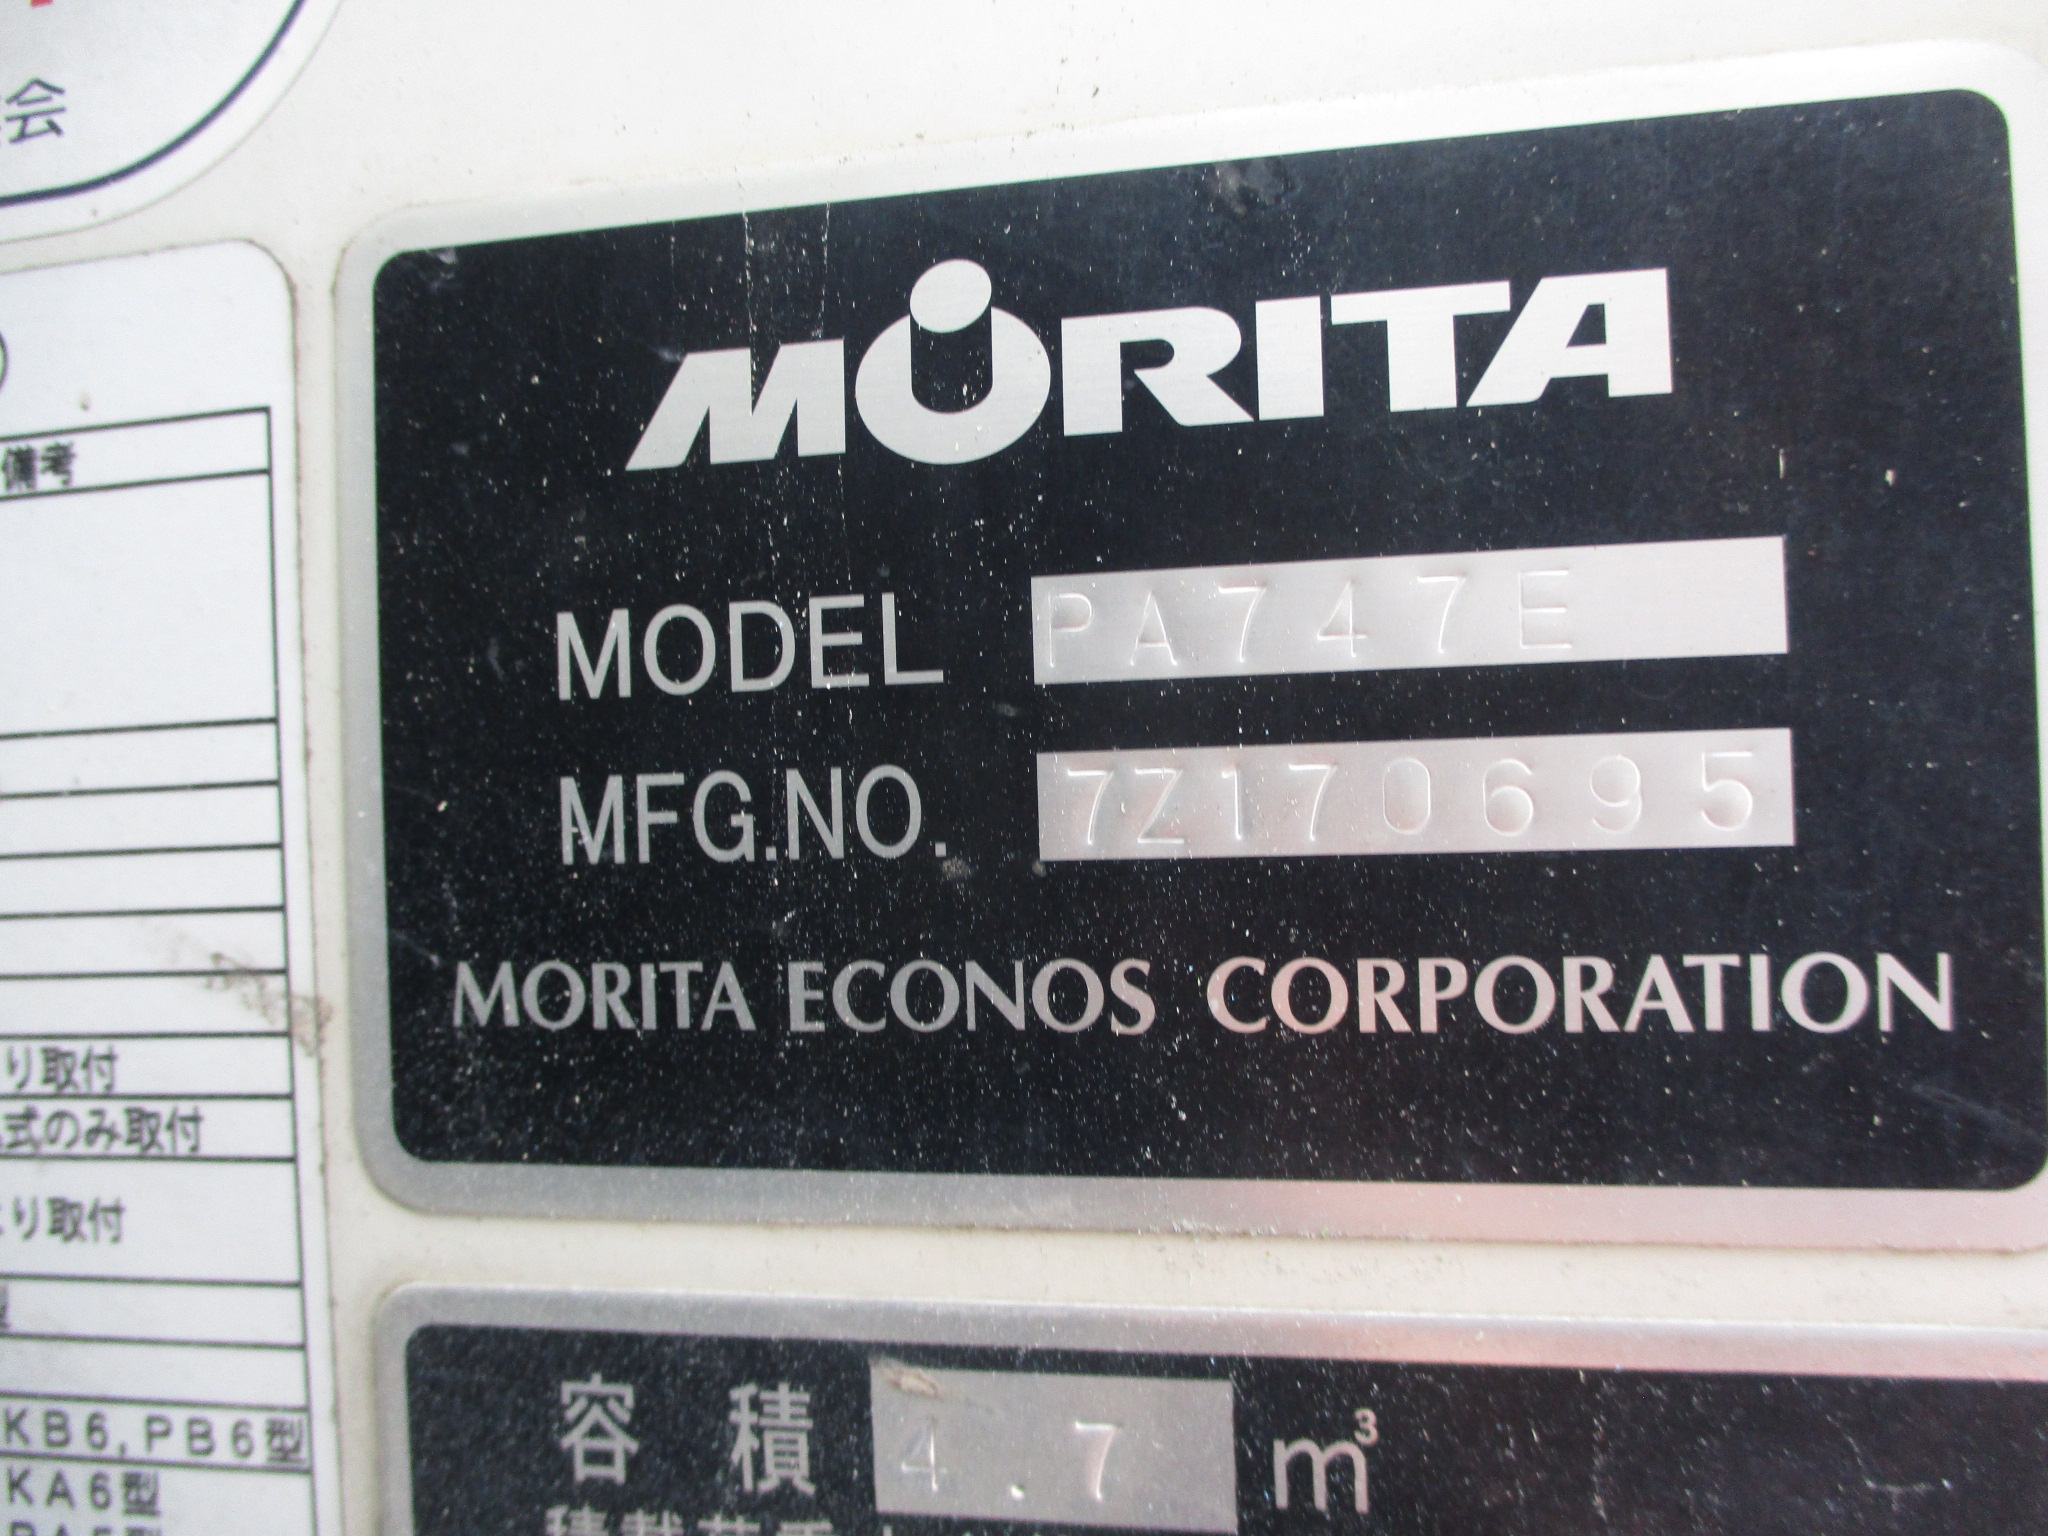 会
備考
り取付
式のみ取付
り取付
KB6,PB6型
KA6型
MORITA
MODEL PA747E
MFG.NO. 7Z170695
MORITA ECONOS CORPORATION
容積 4.7 m³